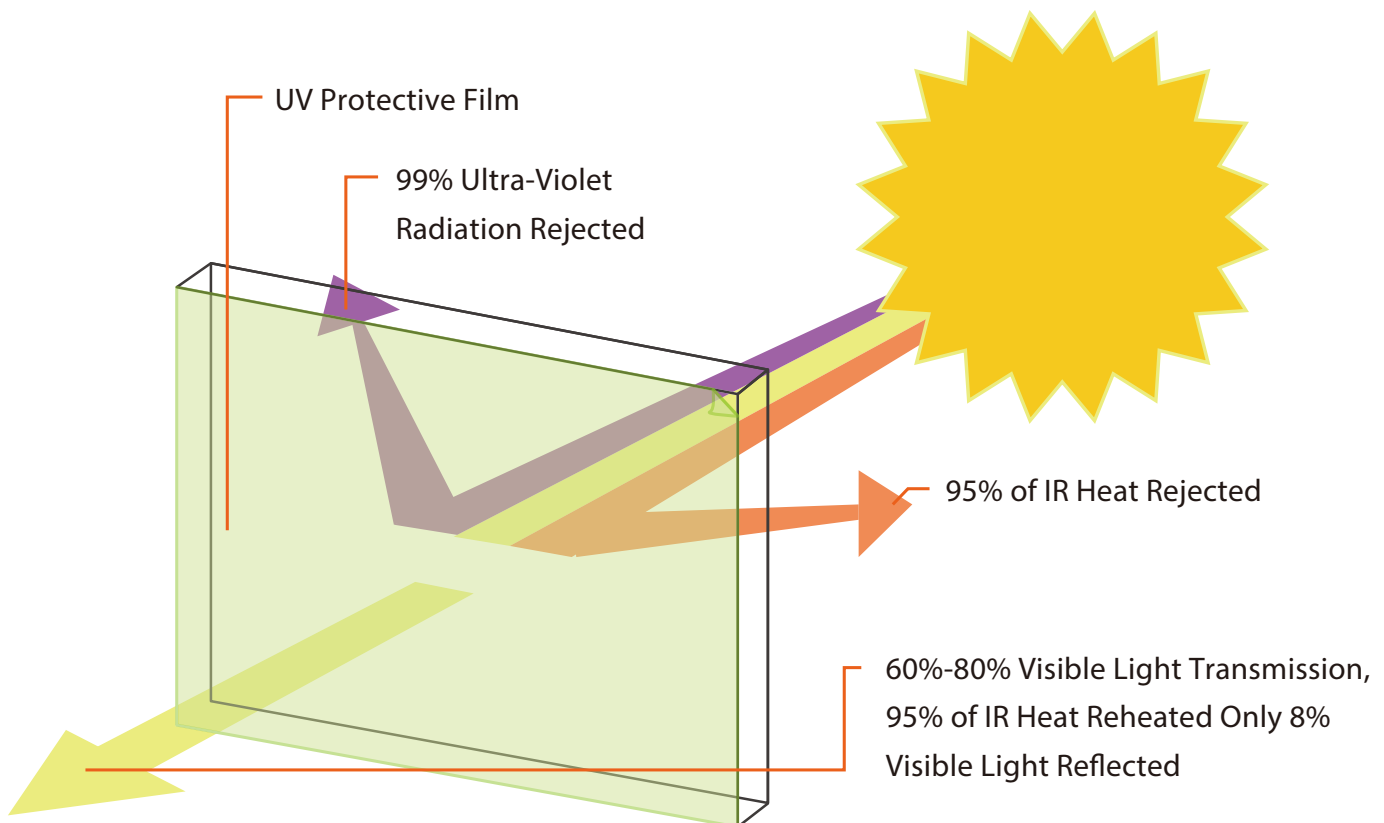 UV Protective Film
99% Ultra-Violet
Radiation Rejected
95% of IR Heat Rejected
60%-80% Visible Light Transmission,
95% of IR Heat Reheated Only 8%
Visible Light Reflected